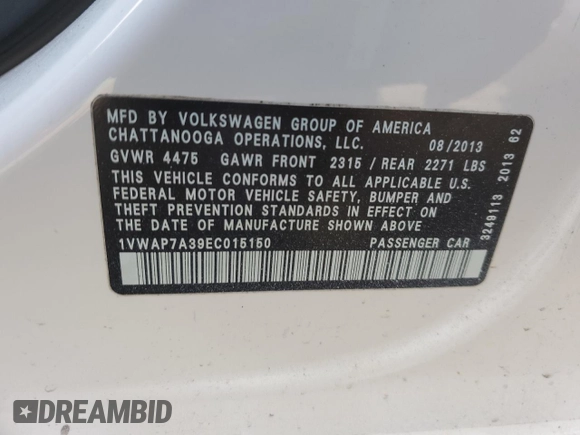 MFD BY VOLKSWAGEN GROUP OF AMERICA
CHATTANOOGA OPERATIONS, LLC. 08/2013
GVWR 4475 GAWR FRONT 2315 / REAR 2271 LBS
THIS VEHICLE CONFORMS TO ALL APPLICABLE U.S.
FEDERAL MOTOR VEHICLE SAFETY, BUMPER AND
THEFT PREVENTION STANDARDS IN EFFECT ON
THE DATE OF MANUFACTURE SHOWN ABOVE
1VWAP7A39EC015150 PASSENGER CAR
3249113 2013 62
DREAMBID